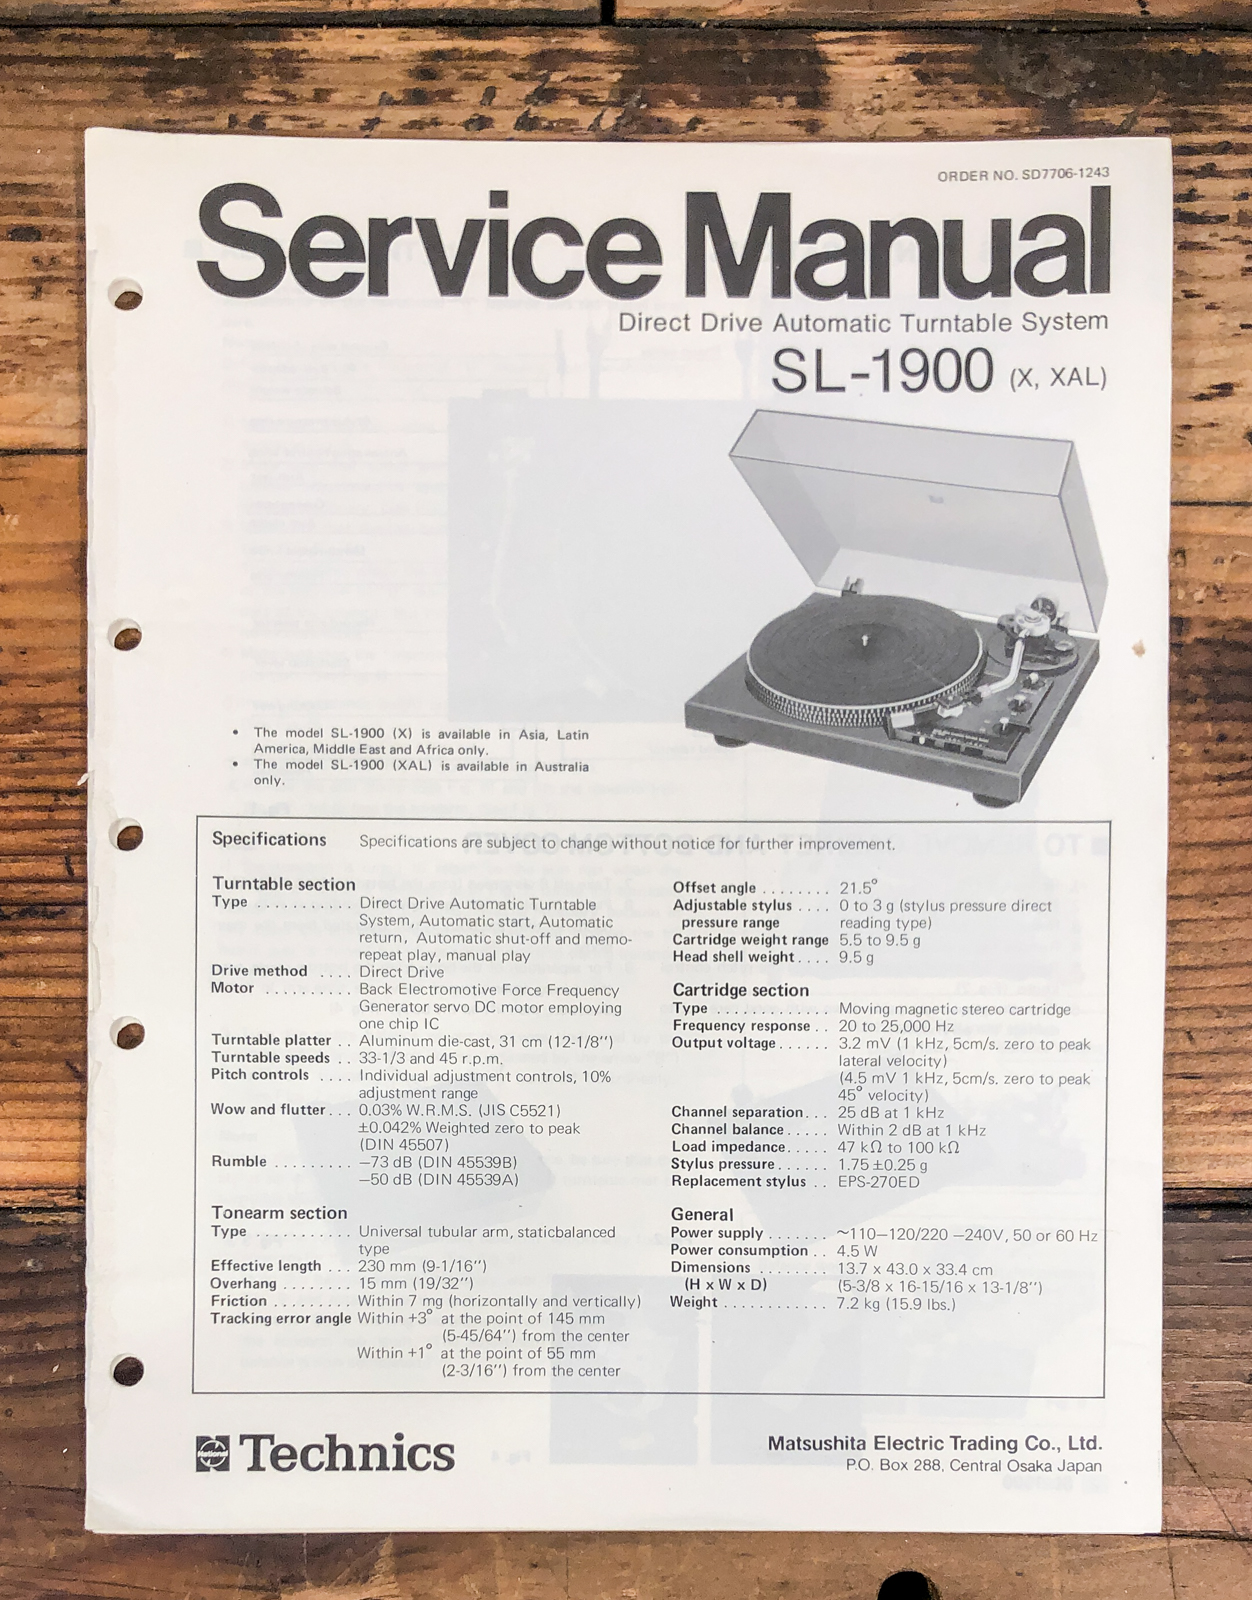 ORDER NO. SD7706-1243
Service Manual
Direct Drive Automatic Turntable System
SL-1900 (X, XAL)
• The model SL-1900 (X) is available in Asia, Latin
America, Middle East and Africa only.
• The model SL-1900 (XAL) is available in Australia
only.
Specifications Specifications are subject to change without notice for further improvement.
Turntable section
Type ........... Direct Drive Automatic Turntable
System, Automatic start, Automatic
return, Automatic shut-off and memo-
repeat play, manual play
Drive method .... Direct Drive
Motor .......... Back Electromotive Force Frequency
Generator servo DC motor employing
one chip IC
Turntable platter .. Aluminum die-cast, 31 cm (12-1/8")
Turntable speeds .. 33-1/3 and 45 r.p.m.
Pitch controls .... Individual adjustment controls, 10%
adjustment range
Wow and flutter... 0.03% W.R.M.S. (JIS C5521)
±0.042% Weighted zero to peak
(DIN 45507)
Rumble ......... —73 dB (DIN 45539B)
—50 dB (DIN 45539A)
Tonearm section
Type ........... Universal tubular arm, staticbalanced
type
Effective length ... 230 mm (9-1/16")
Overhang ........ 15 mm (19/32")
Friction ......... Within 7 mg (horizontally and vertically)
Tracking error angle Within +3° at the point of 145 mm
(5-45/64") from the center
Within +1° at the point of 55 mm
(2-3/16") from the center
Offset angle ........ 21.5°
Adjustable stylus .... 0 to 3 g (stylus pressure direct
pressure range reading type)
Cartridge weight range 5.5 to 9.5 g
Head shell weight.... 9.5 g
Cartridge section
Type ............. Moving magnetic stereo cartridge
Frequency response .. 20 to 25,000 Hz
Output voltage...... 3.2 mV (1 kHz, 5cm/s. zero to peak
lateral velocity)
(4.5 mV 1 kHz, 5cm/s. zero to peak
45° velocity)
Channel separation... 25 dB at 1 kHz
Channel balance..... Within 2 dB at 1 kHz
Load impedance..... 47 kΩ to 100 kΩ
Stylus pressure...... 1.75 ±0.25 g
Replacement stylus .. EPS-270ED
General
Power supply ....... ~110—120/220 —240V, 50 or 60 Hz
Power consumption .. 4.5 W
Dimensions ........ 13.7 x 43.0 x 33.4 cm
(H x W x D) (5-3/8 x 16-15/16 x 13-1/8")
Weight ............ 7.2 kg (15.9 lbs.)
National Technics
Matsushita Electric Trading Co., Ltd.
P.O. Box 288, Central Osaka Japan